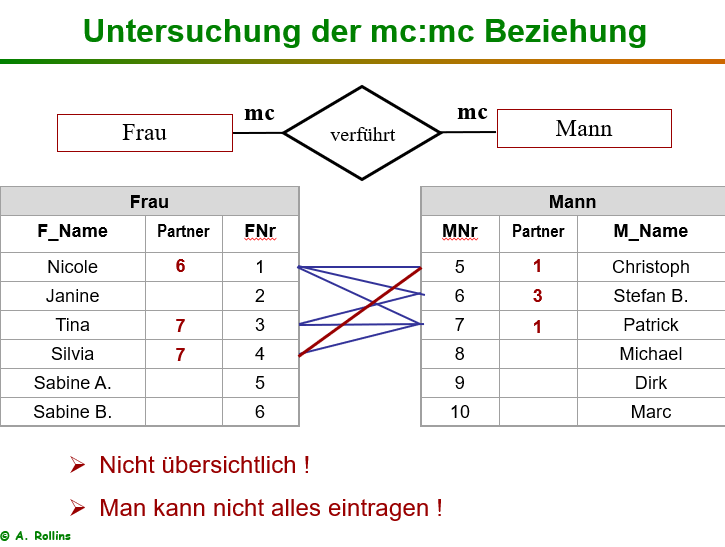 Untersuchung der mc:mc Beziehung
Frau mc verführt mc Mann
Frau Mann
F_Name Partner FNr MNr Partner M_Name
Nicole 6 1 5 1 Christoph
Janine 2 6 3 Stefan B.
Tina 7 3 7 1 Patrick
Silvia 7 4 8 Michael
Sabine A. 5 9 Dirk
Sabine B. 6 10 Marc
Nicht übersichtlich !
Man kann nicht alles eintragen !
© A. Rollins